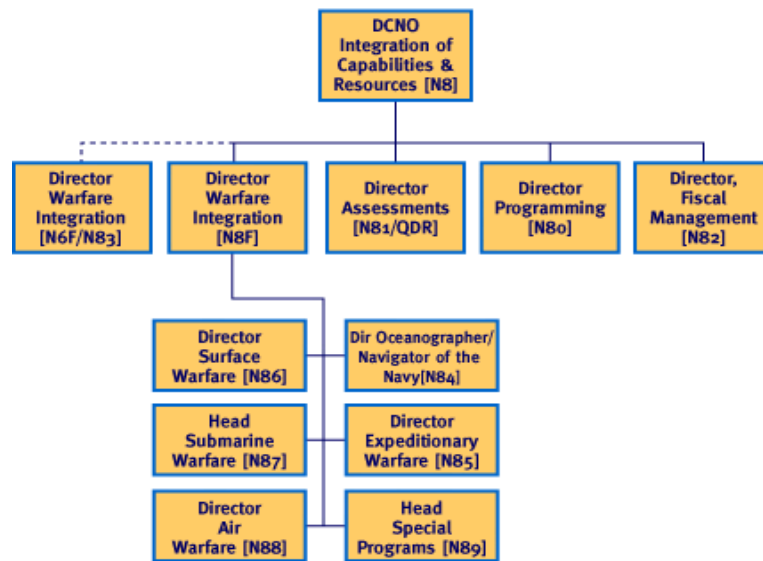 DCNO
Integration of
Capabilities &
Resources [N8]
Director
Warfare
Integration
[N6F/N83]
Director
Warfare
Integration
[N8F]
Director
Assessments
[N81/QDR]
Director
Programming
[N80]
Director,
Fiscal
Management
[N82]
Director
Surface
Warfare [N86]
Dir Oceanographer/
Navigator of the
Navy[N84]
Head
Submarine
Warfare [N87]
Director
Expeditionary
Warfare [N85]
Director
Air
Warfare [N88]
Head
Special
Programs [N89]